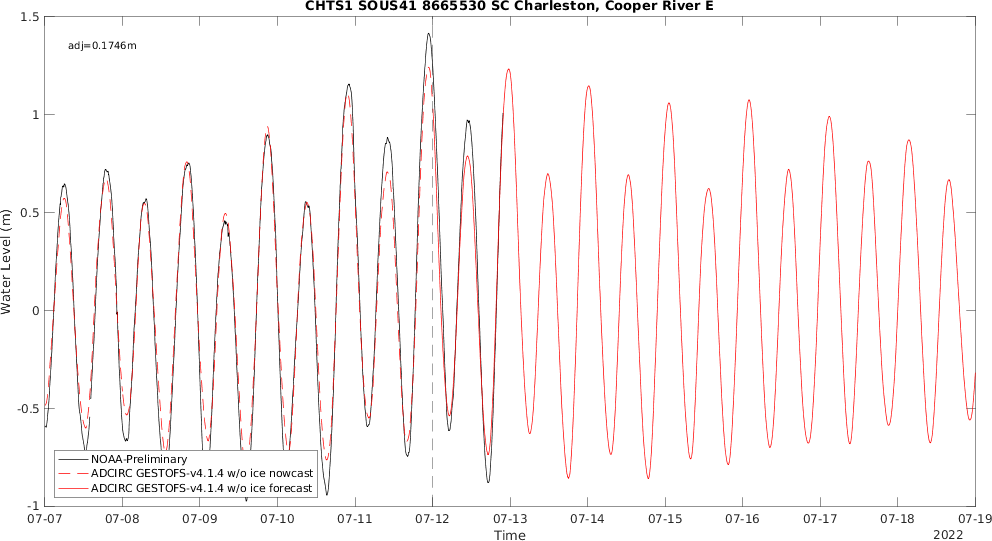 CHTS1 SOUS41 8665530 SC Charleston, Cooper River E
adj=0.1746m
1.5
1
0.5
0
-0.5
-1
Water Level (m)
NOAA-Preliminary
ADCIRC GESTOFS-v4.1.4 w/o ice nowcast
ADCIRC GESTOFS-v4.1.4 w/o ice forecast
07-07 07-08 07-09 07-10 07-11 07-12 07-13 07-14 07-15 07-16 07-17 07-18 07-19
Time
2022